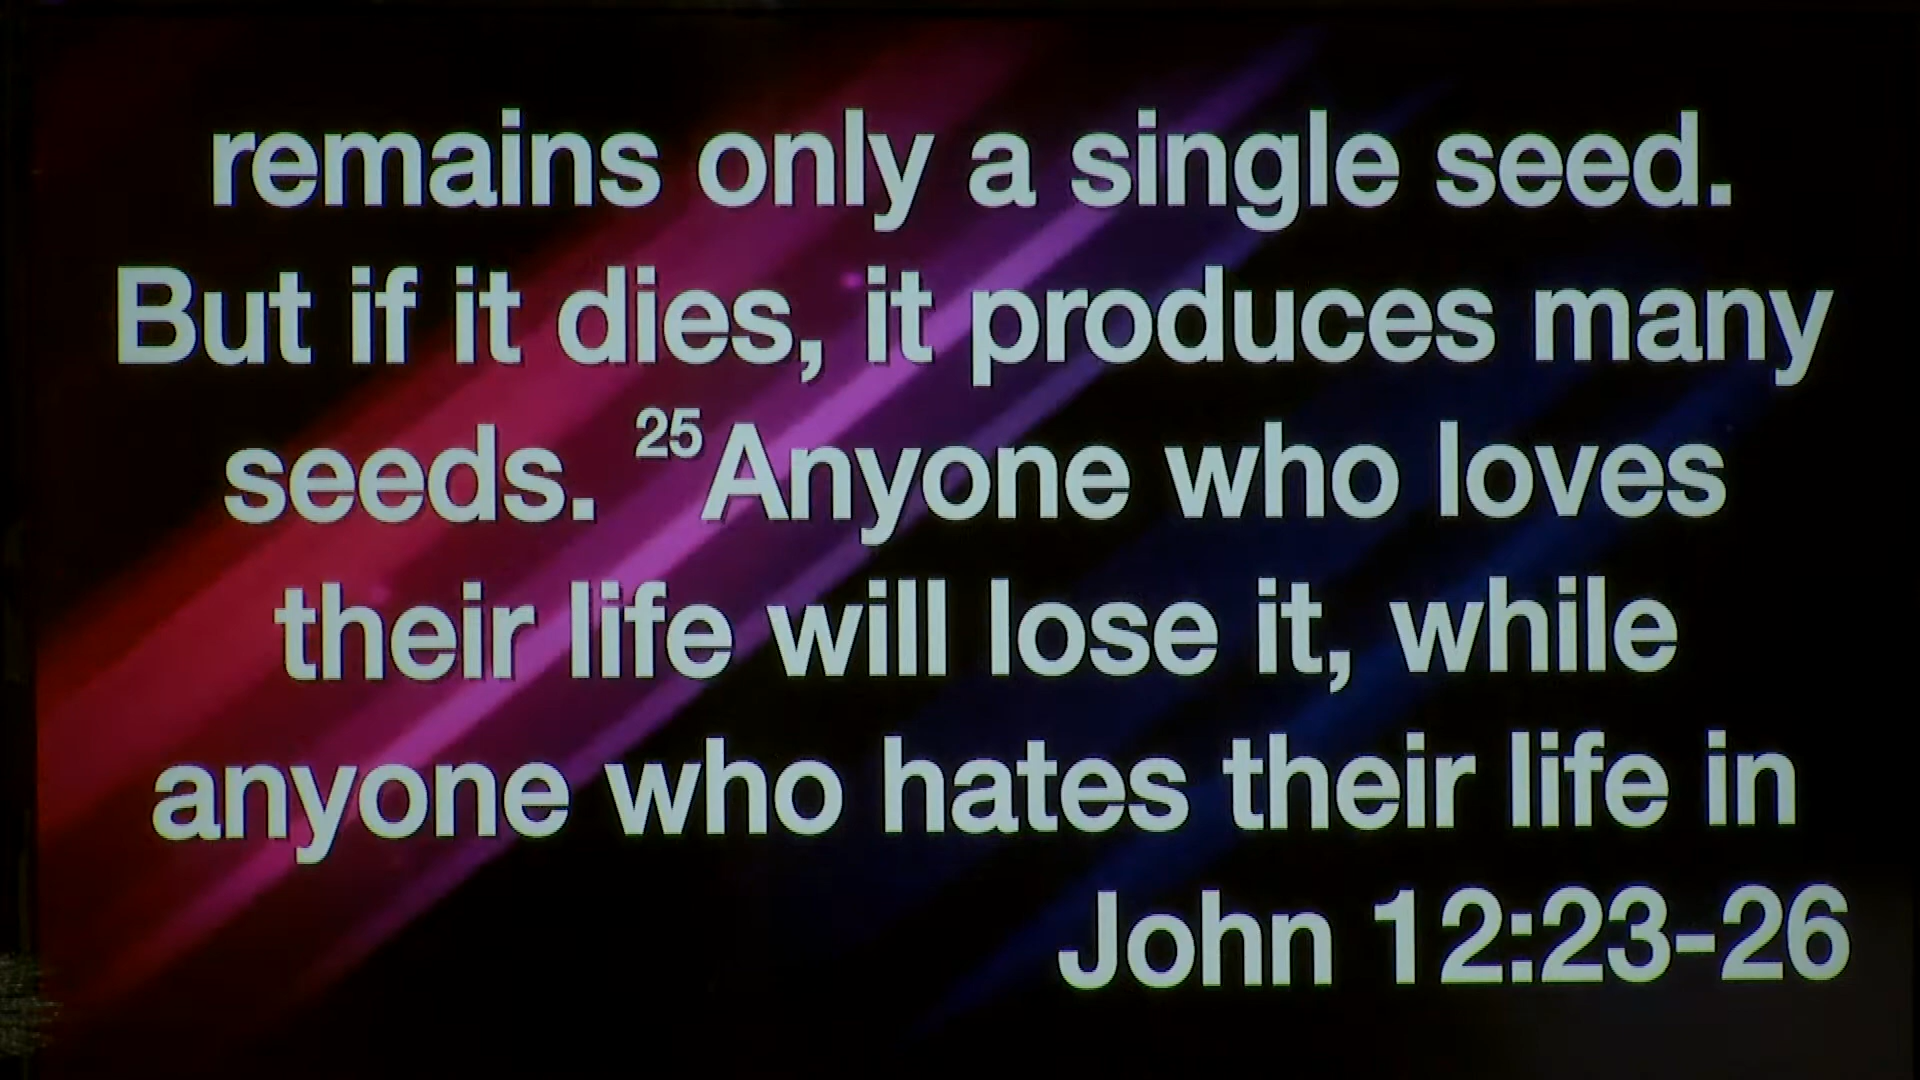 remains only a single seed.
But if it dies, it produces many
seeds. 25Anyone who loves
their life will lose it, while
anyone who hates their life in
John 12:23-26